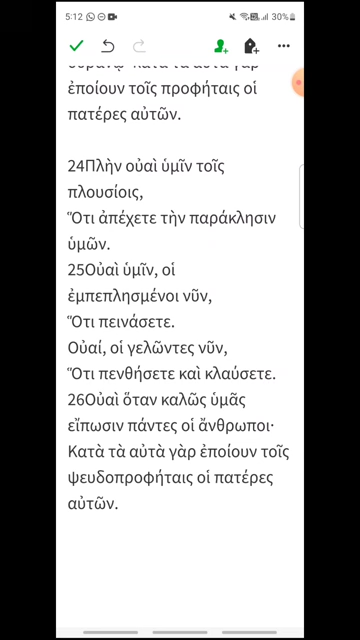 5:12
30%
ἐποίουν τοῖς προφήταις οἱ
πατέρες αὐτῶν.
24Πλὴν οὐαὶ ὑμῖν τοῖς
πλουσίοις,
Ὅτι ἀπέχετε τὴν παράκλησιν
ὑμῶν.
25Οὐαὶ ὑμῖν, οἱ
ἐμπεπλησμένοι νῦν,
Ὅτι πεινάσετε.
Οὐαί, οἱ γελῶντες νῦν,
Ὅτι πενθήσετε καὶ κλαύσετε.
26Οὐαὶ ὅταν καλῶς ὑμᾶς
εἴπωσιν πάντες οἱ ἄνθρωποι·
Κατὰ τὰ αὐτὰ γὰρ ἐποίουν τοῖς
ψευδοπροφήταις οἱ πατέρες
αὐτῶν.